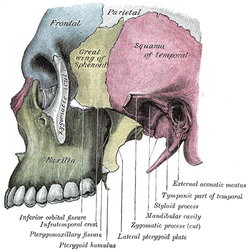 Parietal
Frontal
Great
wing of
Sphenoid
Squama
of temporal
Zygomatic (cut)
Maxilla
External acoustic meatus
Tympanic part of temporal
Styloid process
Mandibular cavity
Zygomatic process (cut)
Lateral pterygoid plate
Inferior orbital fissure
Infratemporal crest
Pterygomaxillary fissure
Pterygoid hamulus